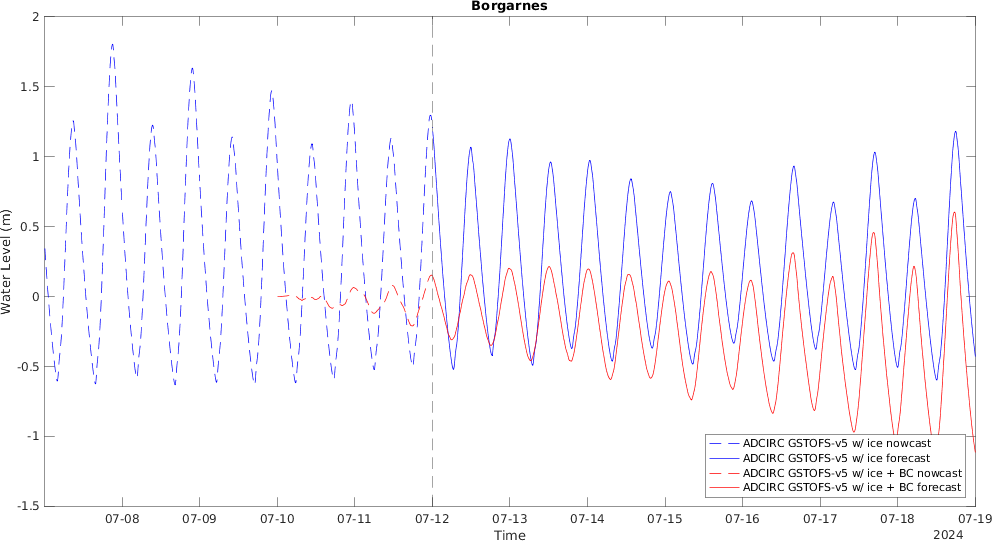 Borgarnes
2
1.5
1
0.5
0
-0.5
-1
-1.5
Water Level (m)
07-08 07-09 07-10 07-11 07-12 07-13 07-14 07-15 07-16 07-17 07-18 07-19
Time
2024
ADCIRC GSTOFS-v5 w/ ice nowcast
ADCIRC GSTOFS-v5 w/ ice forecast
ADCIRC GSTOFS-v5 w/ ice + BC nowcast
ADCIRC GSTOFS-v5 w/ ice + BC forecast